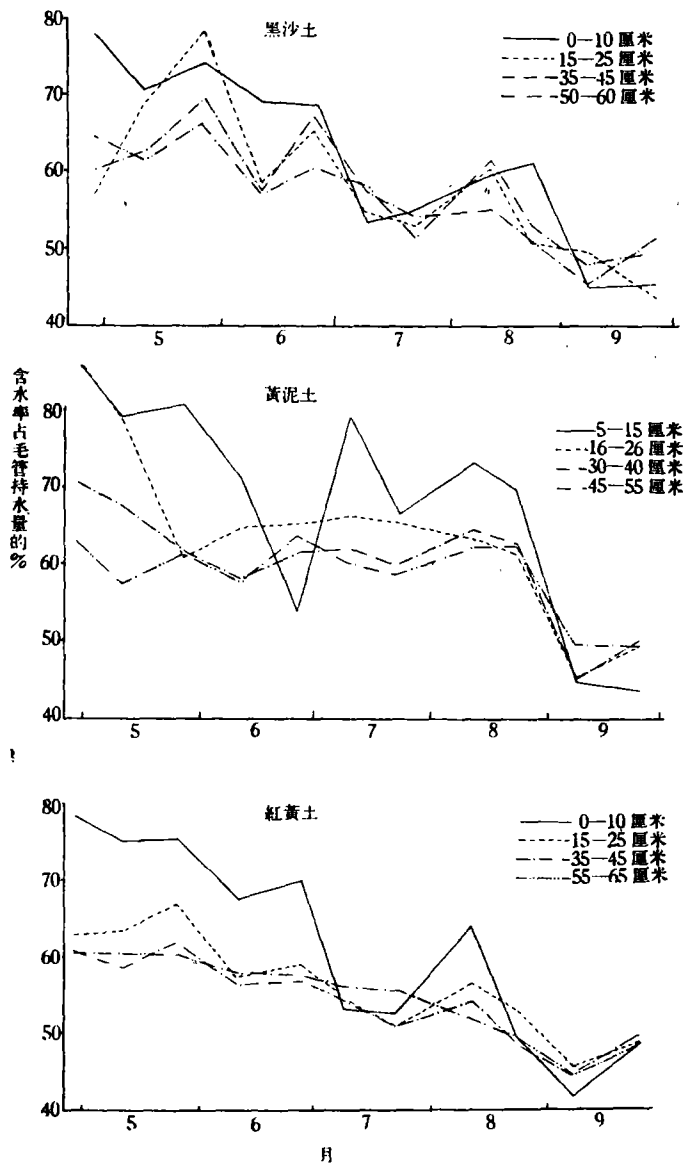 黑沙土
0—10 厘米
15—25 厘米
35—45 厘米
50—60 厘米
80
70
60
50
40
5 6 7 8 9
含水率占毛管持水量的%
黃泥土
5—15 厘米
16—26 厘米
30—40 厘米
45—55 厘米
80
70
60
50
40
5 6 7 8 9
紅黃土
0—10 厘米
15—25 厘米
35—45 厘米
55—65 厘米
80
70
60
50
40
5 6 7 8 9
月